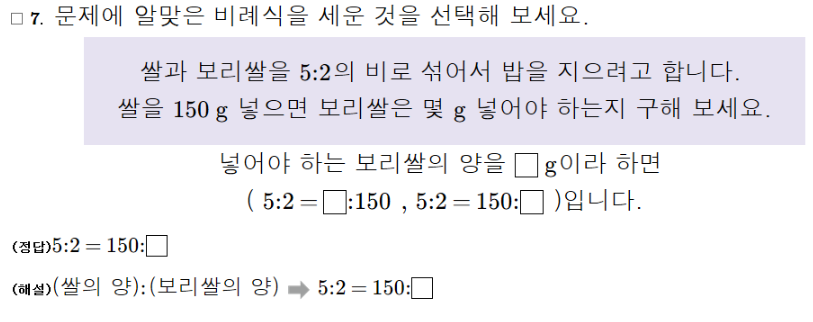 □ 7. 문제에 알맞은 비례식을 세운 것을 선택해 보세요.
쌀과 보리쌀을 5:2의 비로 섞어서 밥을 지으려고 합니다.
쌀을 150 g 넣으면 보리쌀은 몇 g 넣어야 하는지 구해 보세요.
넣어야 하는 보리쌀의 양을 □ g이라 하면
( 5:2 = □:150 , 5:2 = 150:□ )입니다.
(정답)5:2 = 150:□
(해설)(쌀의 양):(보리쌀의 양) ➡ 5:2 = 150:□